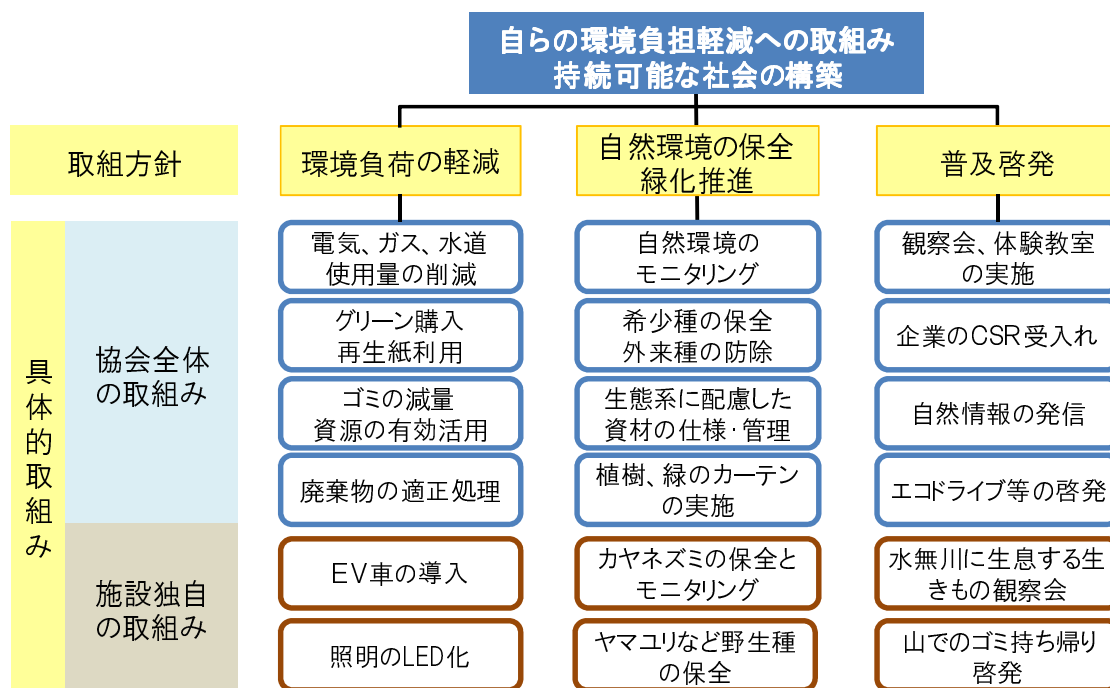 自らの環境負担軽減への取組み
持続可能な社会の構築
取組方針
環境負荷の軽減
自然環境の保全
緑化推進
普及啓発
具体的取組み
協会全体
の取組み
電気、ガス、水道
使用量の削減
自然環境の
モニタリング
観察会、体験教室
の実施
グリーン購入
再生紙利用
希少種の保全
外来種の防除
企業のCSR受入れ
ゴミの減量
資源の有効活用
生態系に配慮した
資材の仕様・管理
自然情報の発信
廃棄物の適正処理
植樹、緑のカーテン
の実施
エコドライブ等の啓発
施設独自
の取組み
EV車の導入
カヤネズミの保全と
モニタリング
水無川に生息する生
きもの観察会
照明のLED化
ヤマユリなど野生種
の保全
山でのゴミ持ち帰り
啓発